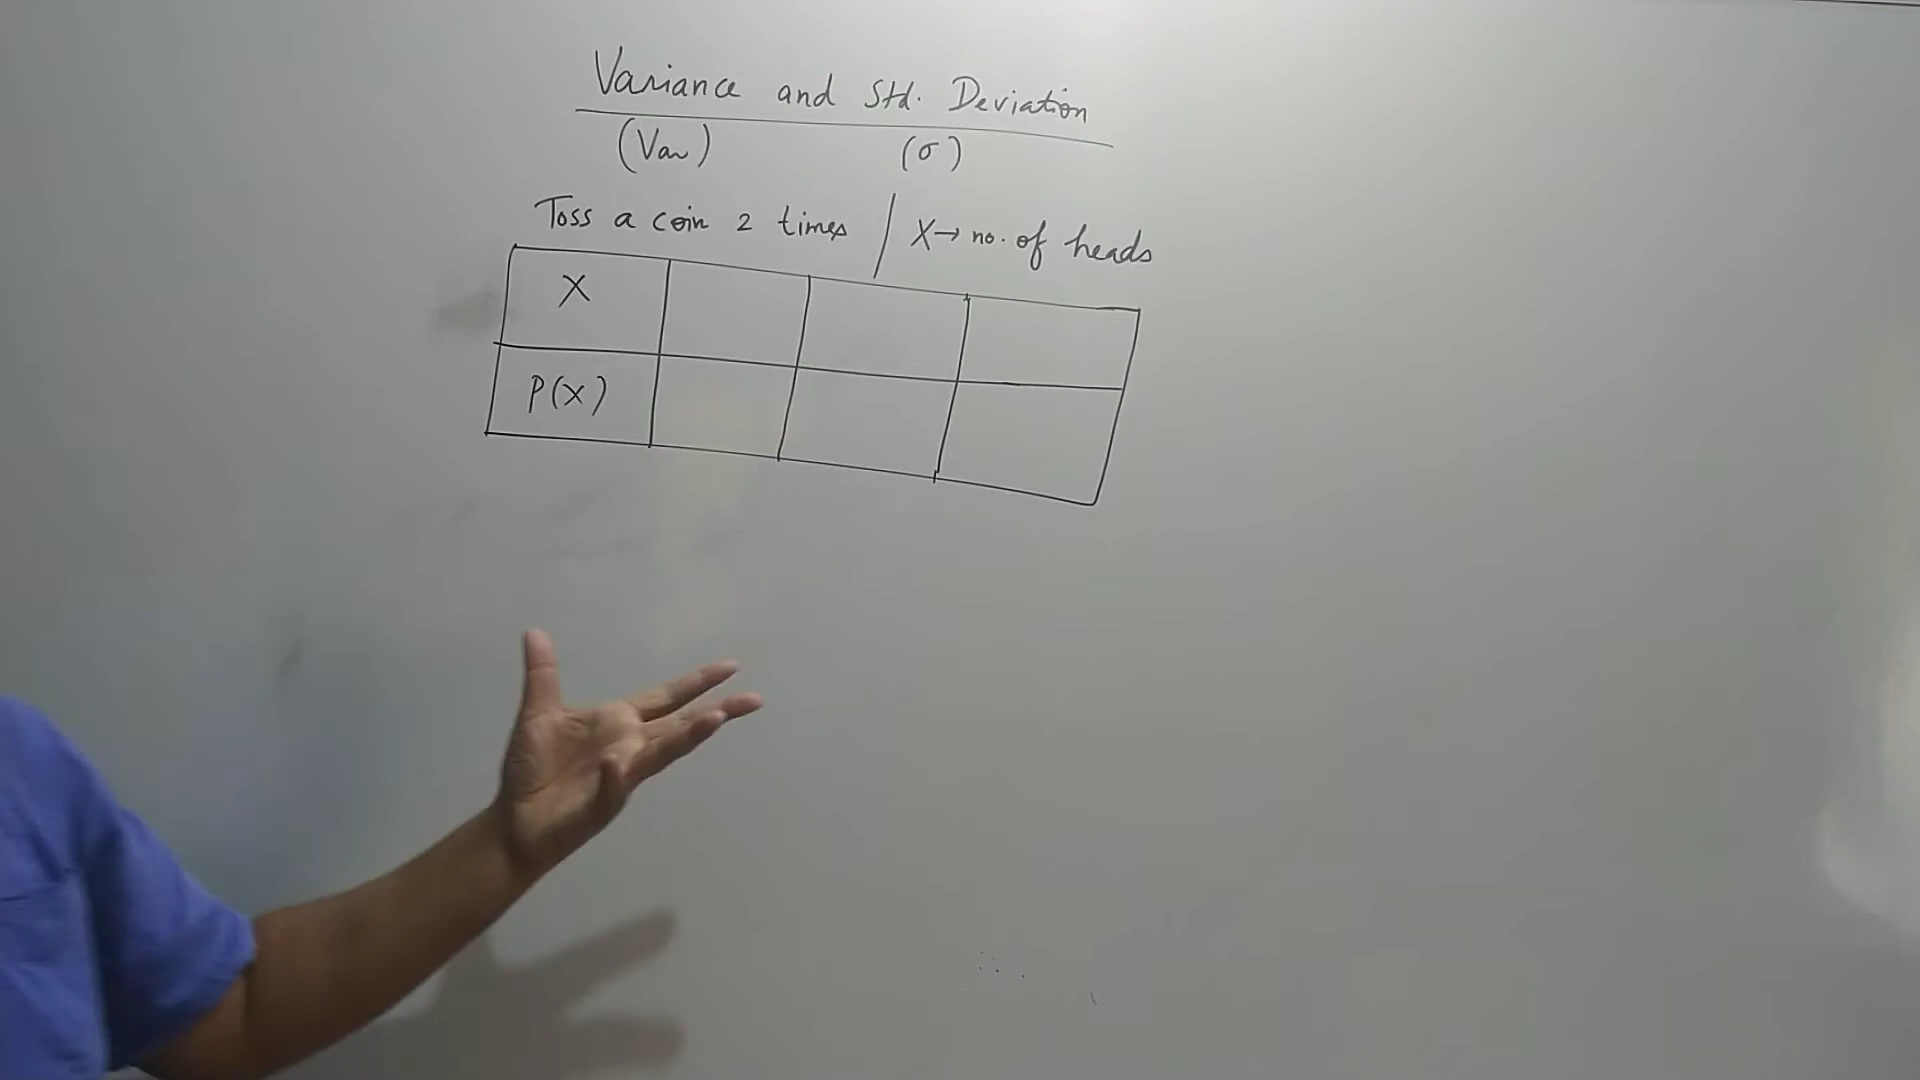 Variance and Std. Deviation
(Var) (σ)
Toss a coin 2 times / X→ no. of heads
X
P(X)